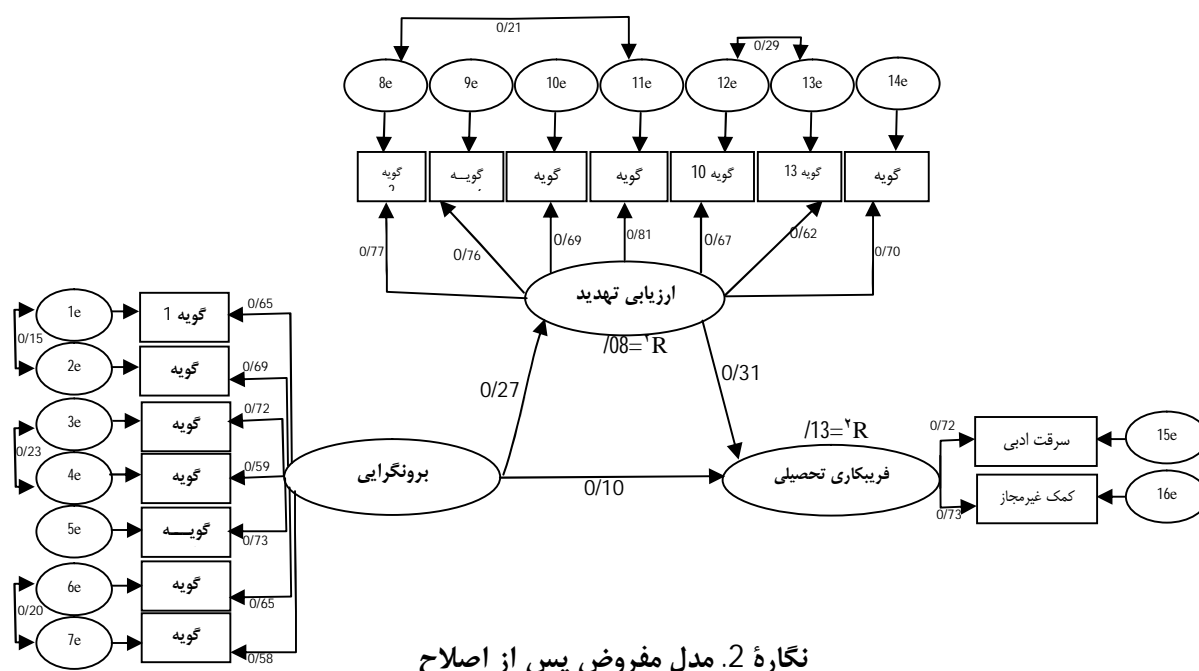 0/21
0/29
8e 9e 10e 11e 12e 13e 14e
گویه گویــه گویه گویه گویه 10 گویه 13 گویه
0/77 0/76 0/69 0/81 0/67 0/62 0/70
ارزیابی تهدید
/08=۲R
0/27
0/31
1e
گویه 1
0/65
0/15
2e
گویه
0/69
3e
گویه
0/72
0/23
4e
گویه
0/59
5e
گویــه
0/73
6e
گویه
0/65
0/20
7e
گویه
0/58
برونگرایی
0/10
/13=۲R
فریبکاری تحصیلی
0/72
سرقت ادبی
15e
0/73
کمک غیرمجاز
16e
نگارهٔ 2. مدل مفروض پس از اصلاح